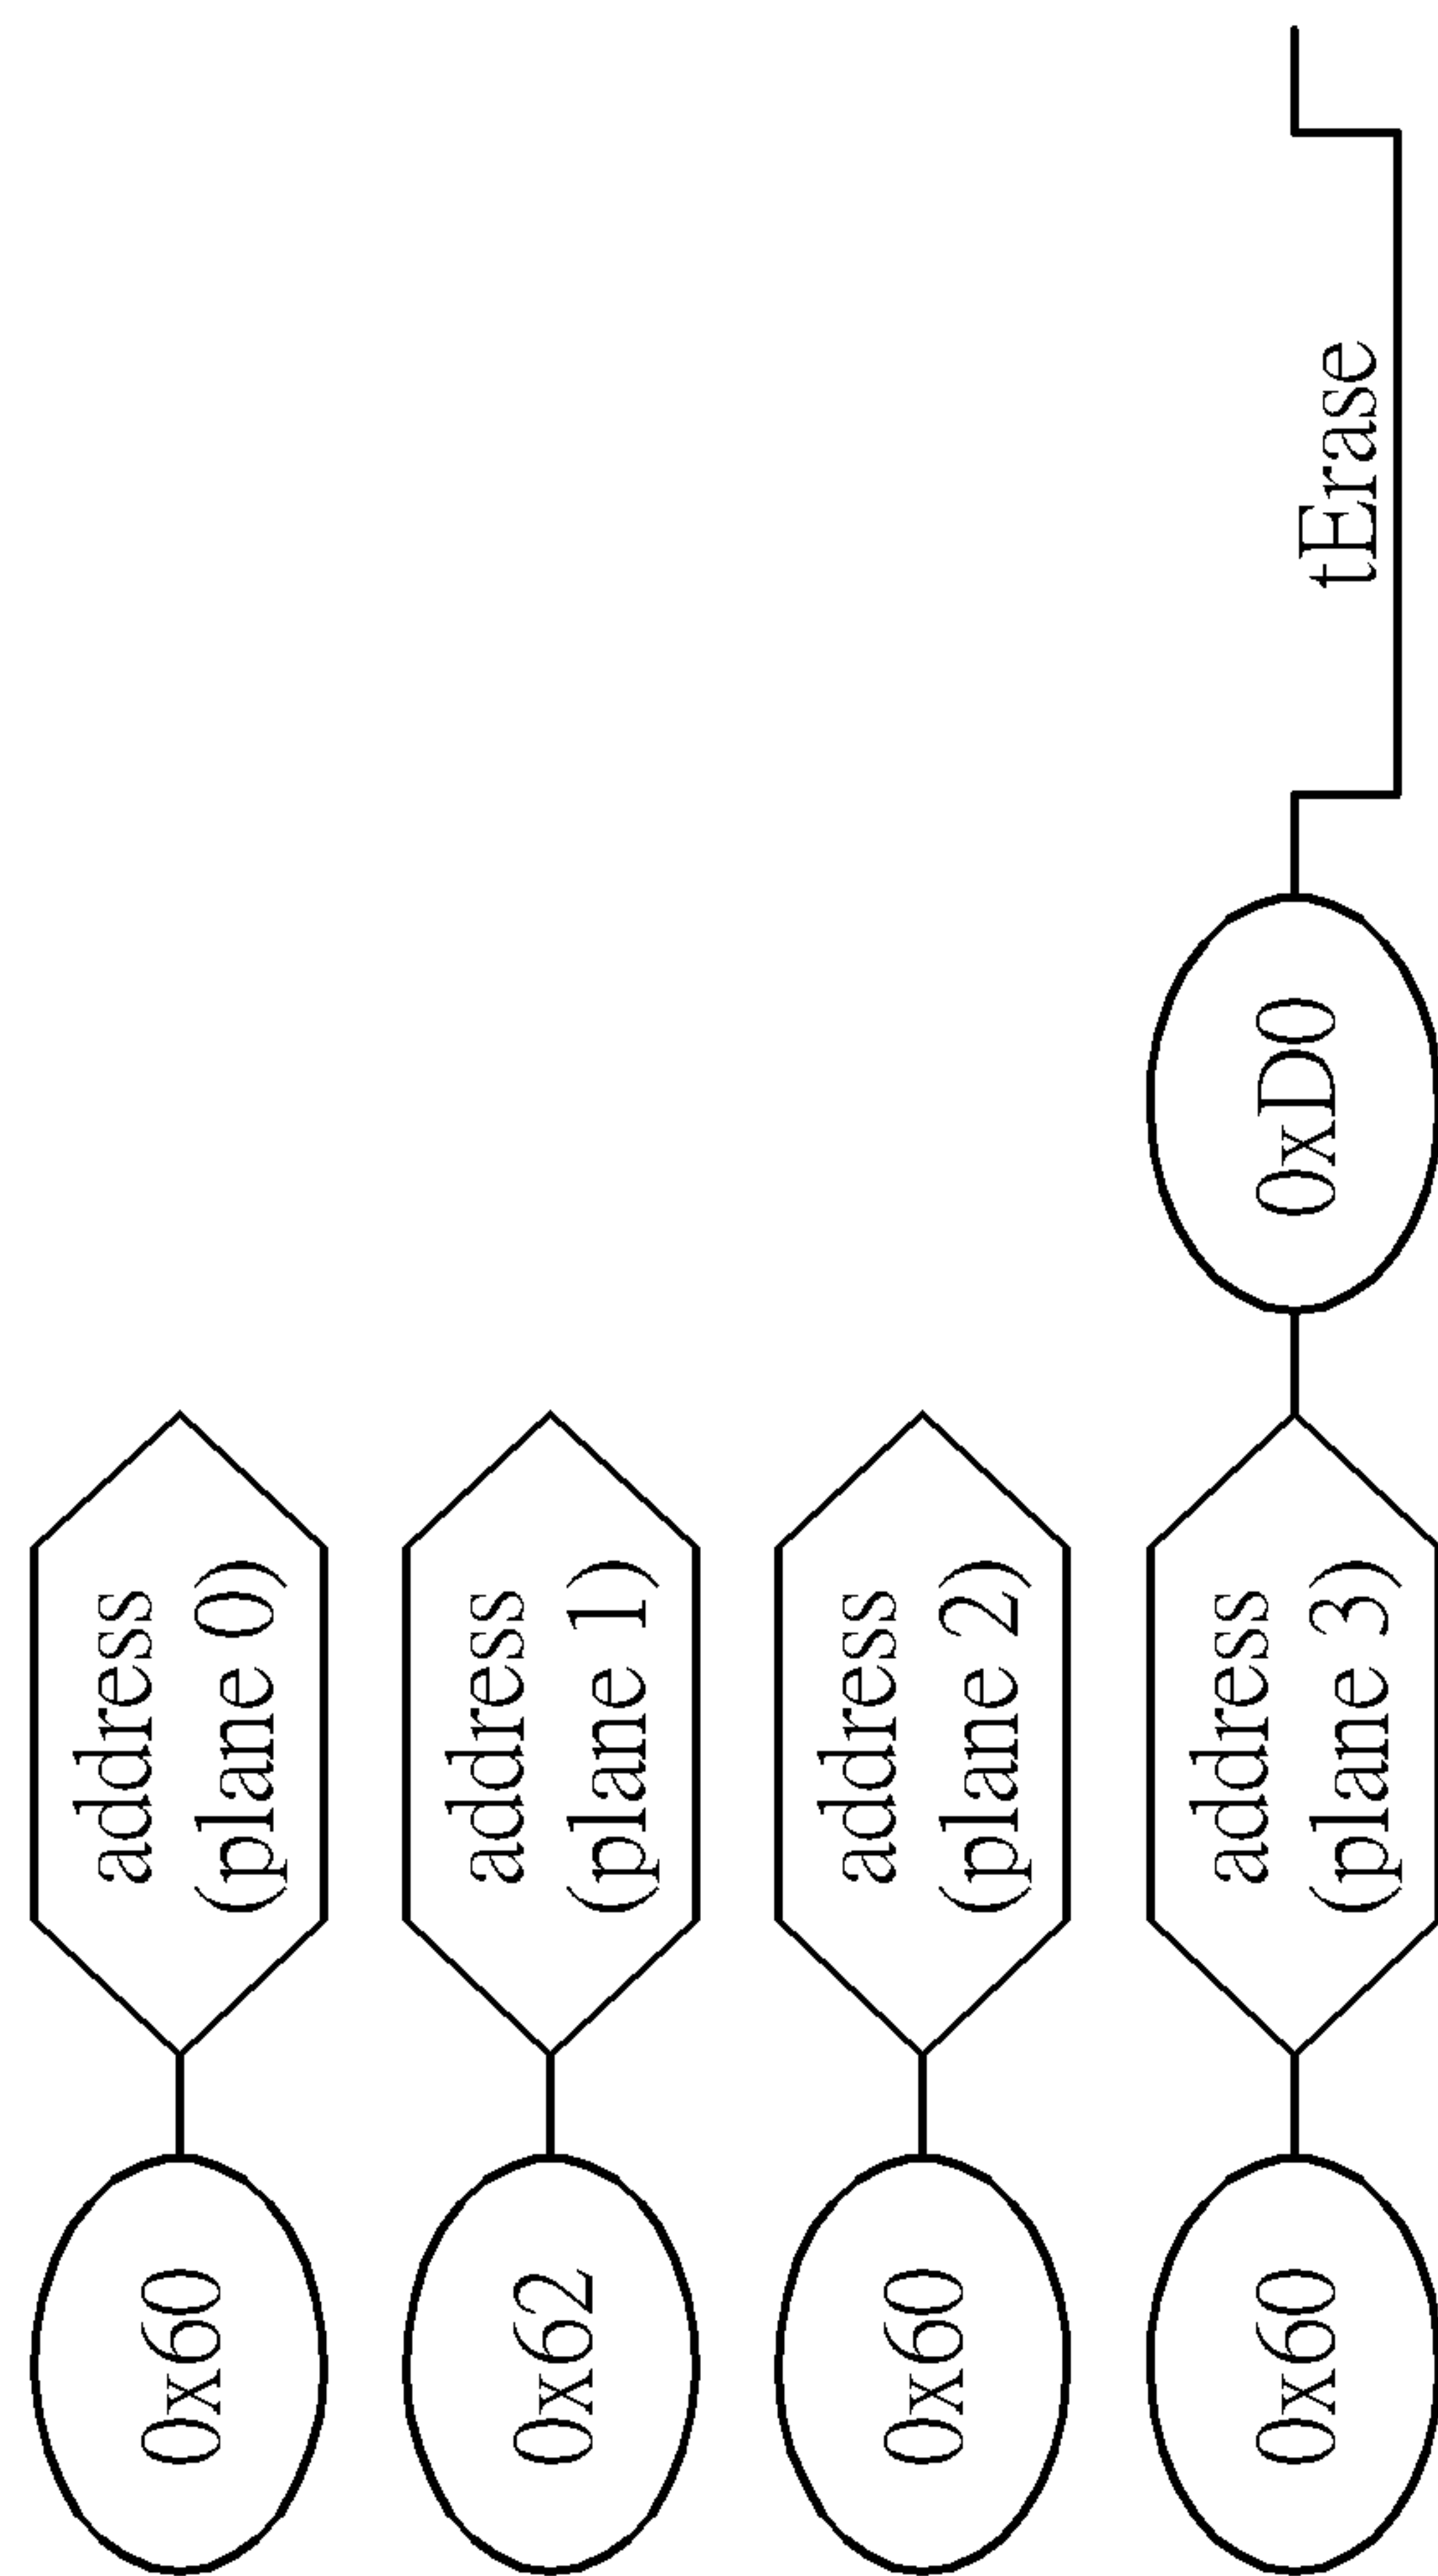 0x60
address
(plane 0)
0x62
address
(plane 1)
0x60
address
(plane 2)
0x60
address
(plane 3)
0xD0
tErase